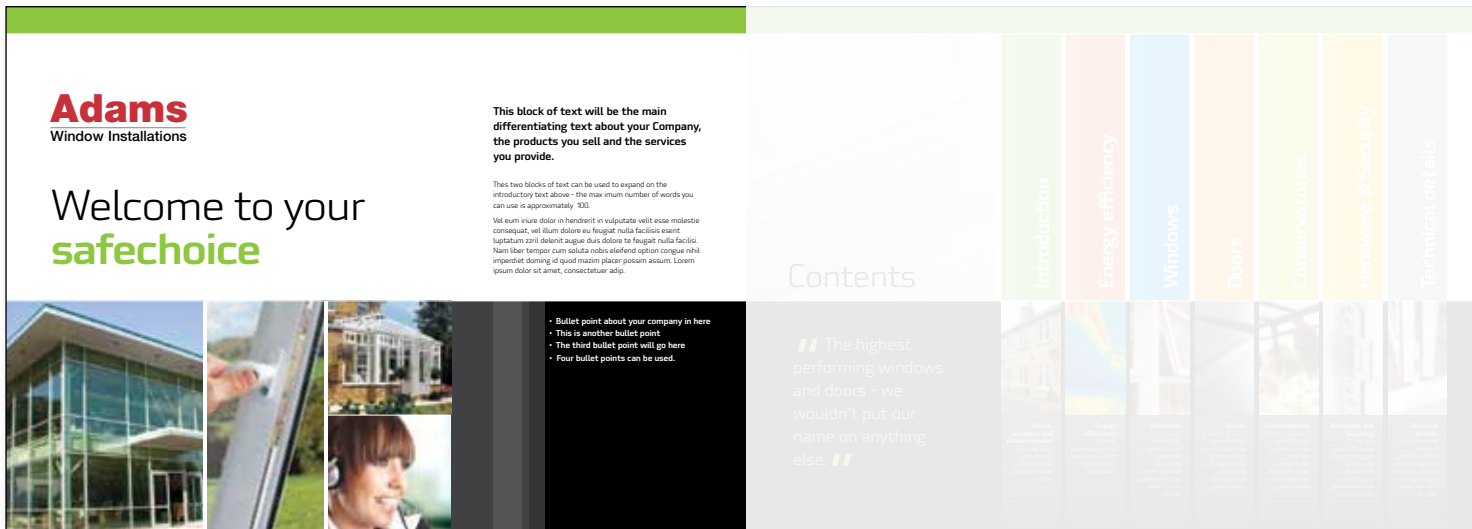 Adams
Window Installations
Welcome to your
safechoice
This block of text will be the main
differentiating text about your Company,
the products you sell and the services
you provide.
Thes two blocks of text can be used to expand on the
introductory text above - the max imum number of words you
can use is approximately 100.
Vel eum iriure dolor in hendrerit in vulputate velit esse molestie
consequat, vel illum dolore eu feugiat nulla facilisis esent
luptatum zzril delenit augue duis dolore te feugait nulla facilisi.
Nam liber tempor cum soluta nobis eleifend option congue nihil
imperdiet doming id quod mazim placer possim assum. Lorem
ipsum dolor sit amet, consectetuer adip.
• Bullet point about your company in here
• This is another bullet point
• The third bullet point will go here
• Four bullet points can be used.
Contents
Introduction
Energy efficiency
Windows
Doors
Conservatories
Hardware & Security
Technical details
" The highest
performing windows
and doors - we
wouldn't put our
name on anything
else. "